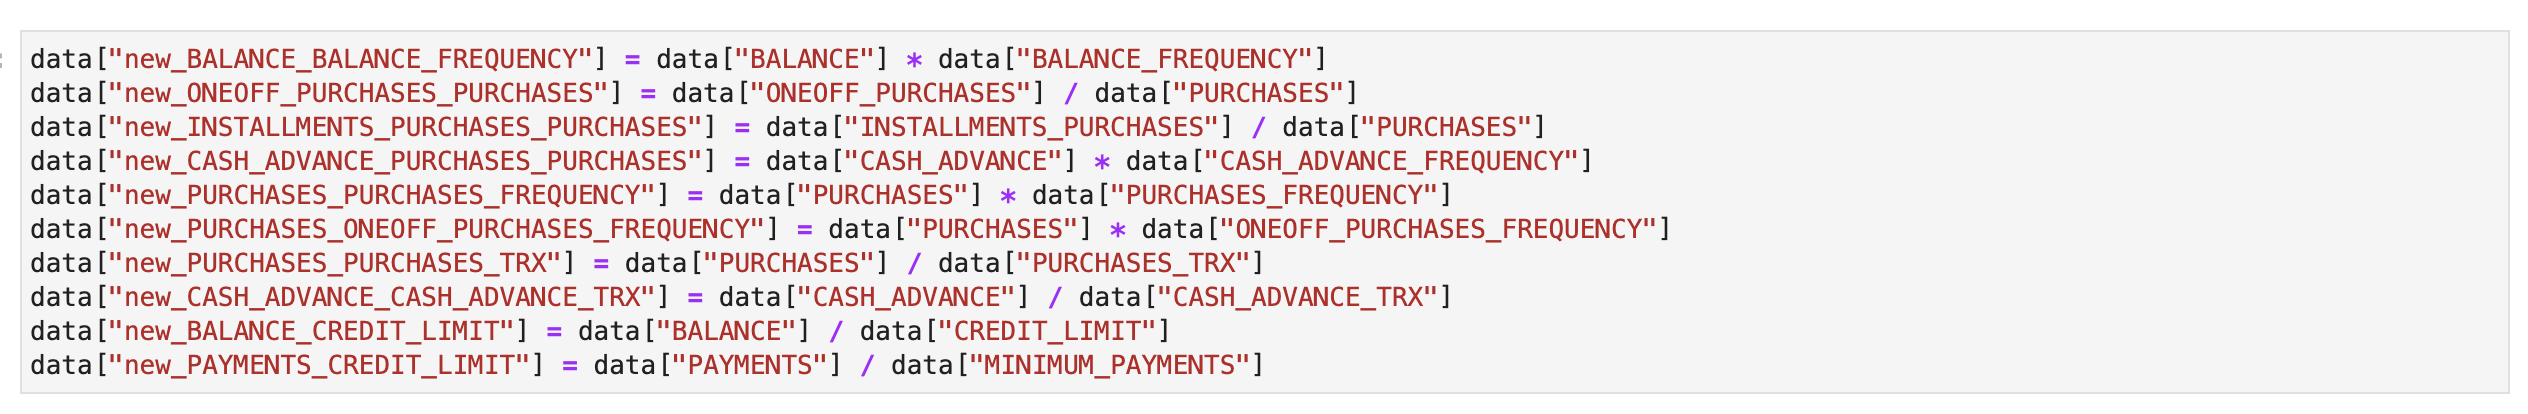 data["new_BALANCE_BALANCE_FREQUENCY"] = data["BALANCE"] * data["BALANCE_FREQUENCY"]
data["new_ONEOFF_PURCHASES_PURCHASES"] = data["ONEOFF_PURCHASES"] / data["PURCHASES"]
data["new_INSTALLMENTS_PURCHASES_PURCHASES"] = data["INSTALLMENTS_PURCHASES"] / data["PURCHASES"]
data["new_CASH_ADVANCE_PURCHASES_PURCHASES"] = data["CASH_ADVANCE"] * data["CASH_ADVANCE_FREQUENCY"]
data["new_PURCHASES_PURCHASES_FREQUENCY"] = data["PURCHASES"] * data["PURCHASES_FREQUENCY"]
data["new_PURCHASES_ONEOFF_PURCHASES_FREQUENCY"] = data["PURCHASES"] * data["ONEOFF_PURCHASES_FREQUENCY"]
data["new_PURCHASES_PURCHASES_TRX"] = data["PURCHASES"] / data["PURCHASES_TRX"]
data["new_CASH_ADVANCE_CASH_ADVANCE_TRX"] = data["CASH_ADVANCE"] / data["CASH_ADVANCE_TRX"]
data["new_BALANCE_CREDIT_LIMIT"] = data["BALANCE"] / data["CREDIT_LIMIT"]
data["new_PAYMENTS_CREDIT_LIMIT"] = data["PAYMENTS"] / data["MINIMUM_PAYMENTS"]